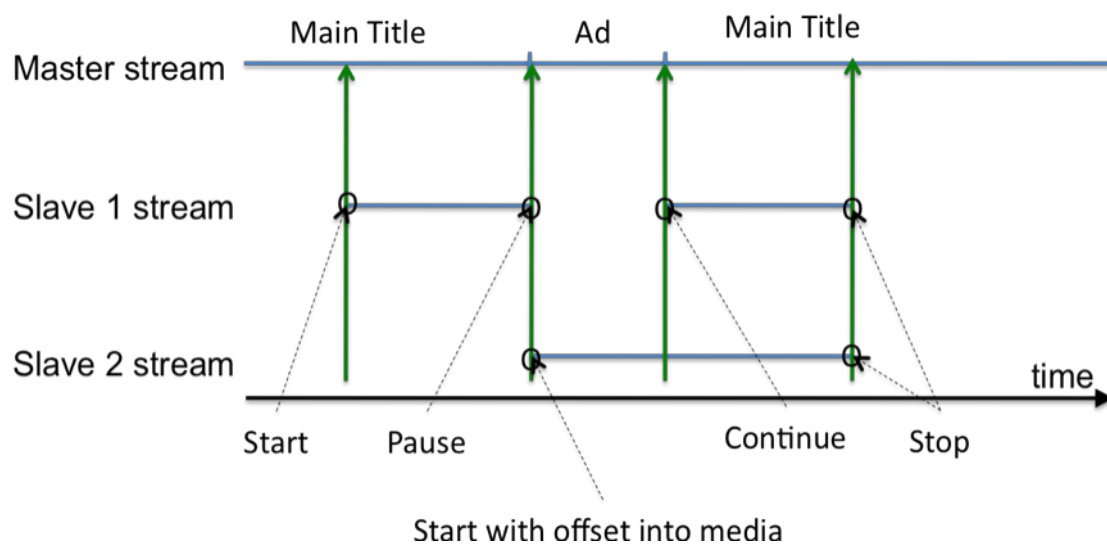 Main Title Ad Main Title
Master stream
Slave 1 stream
Slave 2 stream
time
Start Pause Continue Stop
Start with offset into media